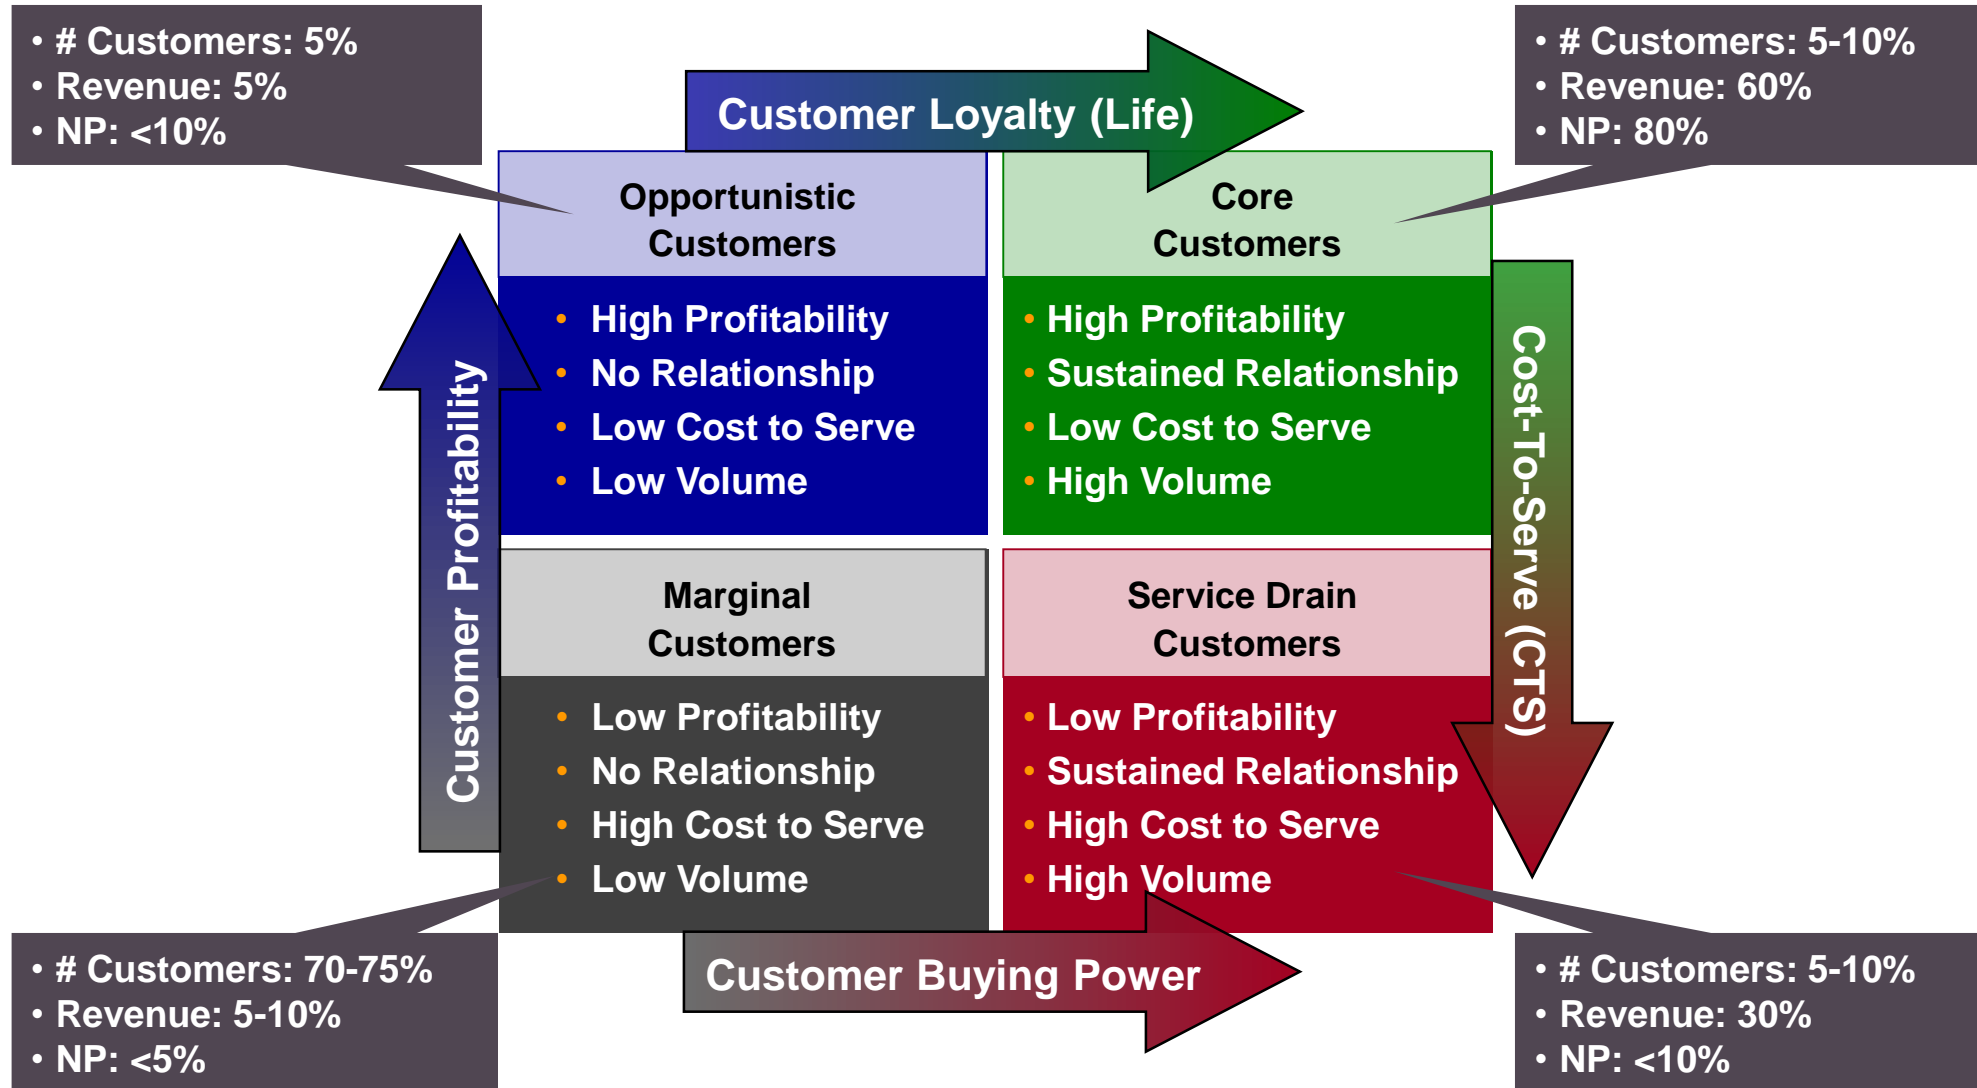 • # Customers: 5%
• Revenue: 5%
• NP: <10%
Customer Loyalty (Life)
• # Customers: 5-10%
• Revenue: 60%
• NP: 80%
Opportunistic
Customers
• High Profitability
• No Relationship
• Low Cost to Serve
• Low Volume
Core
Customers
• High Profitability
• Sustained Relationship
• Low Cost to Serve
• High Volume
Customer Profitability
Cost-To-Serve (CTS)
Marginal
Customers
• Low Profitability
• No Relationship
• High Cost to Serve
• Low Volume
Service Drain
Customers
• Low Profitability
• Sustained Relationship
• High Cost to Serve
• High Volume
• # Customers: 70-75%
• Revenue: 5-10%
• NP: <5%
Customer Buying Power
• # Customers: 5-10%
• Revenue: 30%
• NP: <10%